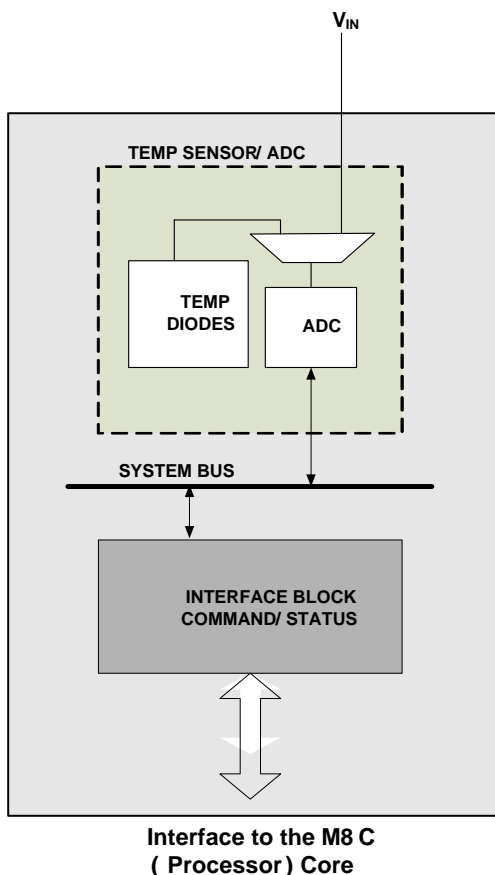 VIN
TEMP SENSOR/ ADC
TEMP
DIODES
ADC
SYSTEM BUS
INTERFACE BLOCK
COMMAND/ STATUS
Interface to the M8 C
( Processor ) Core